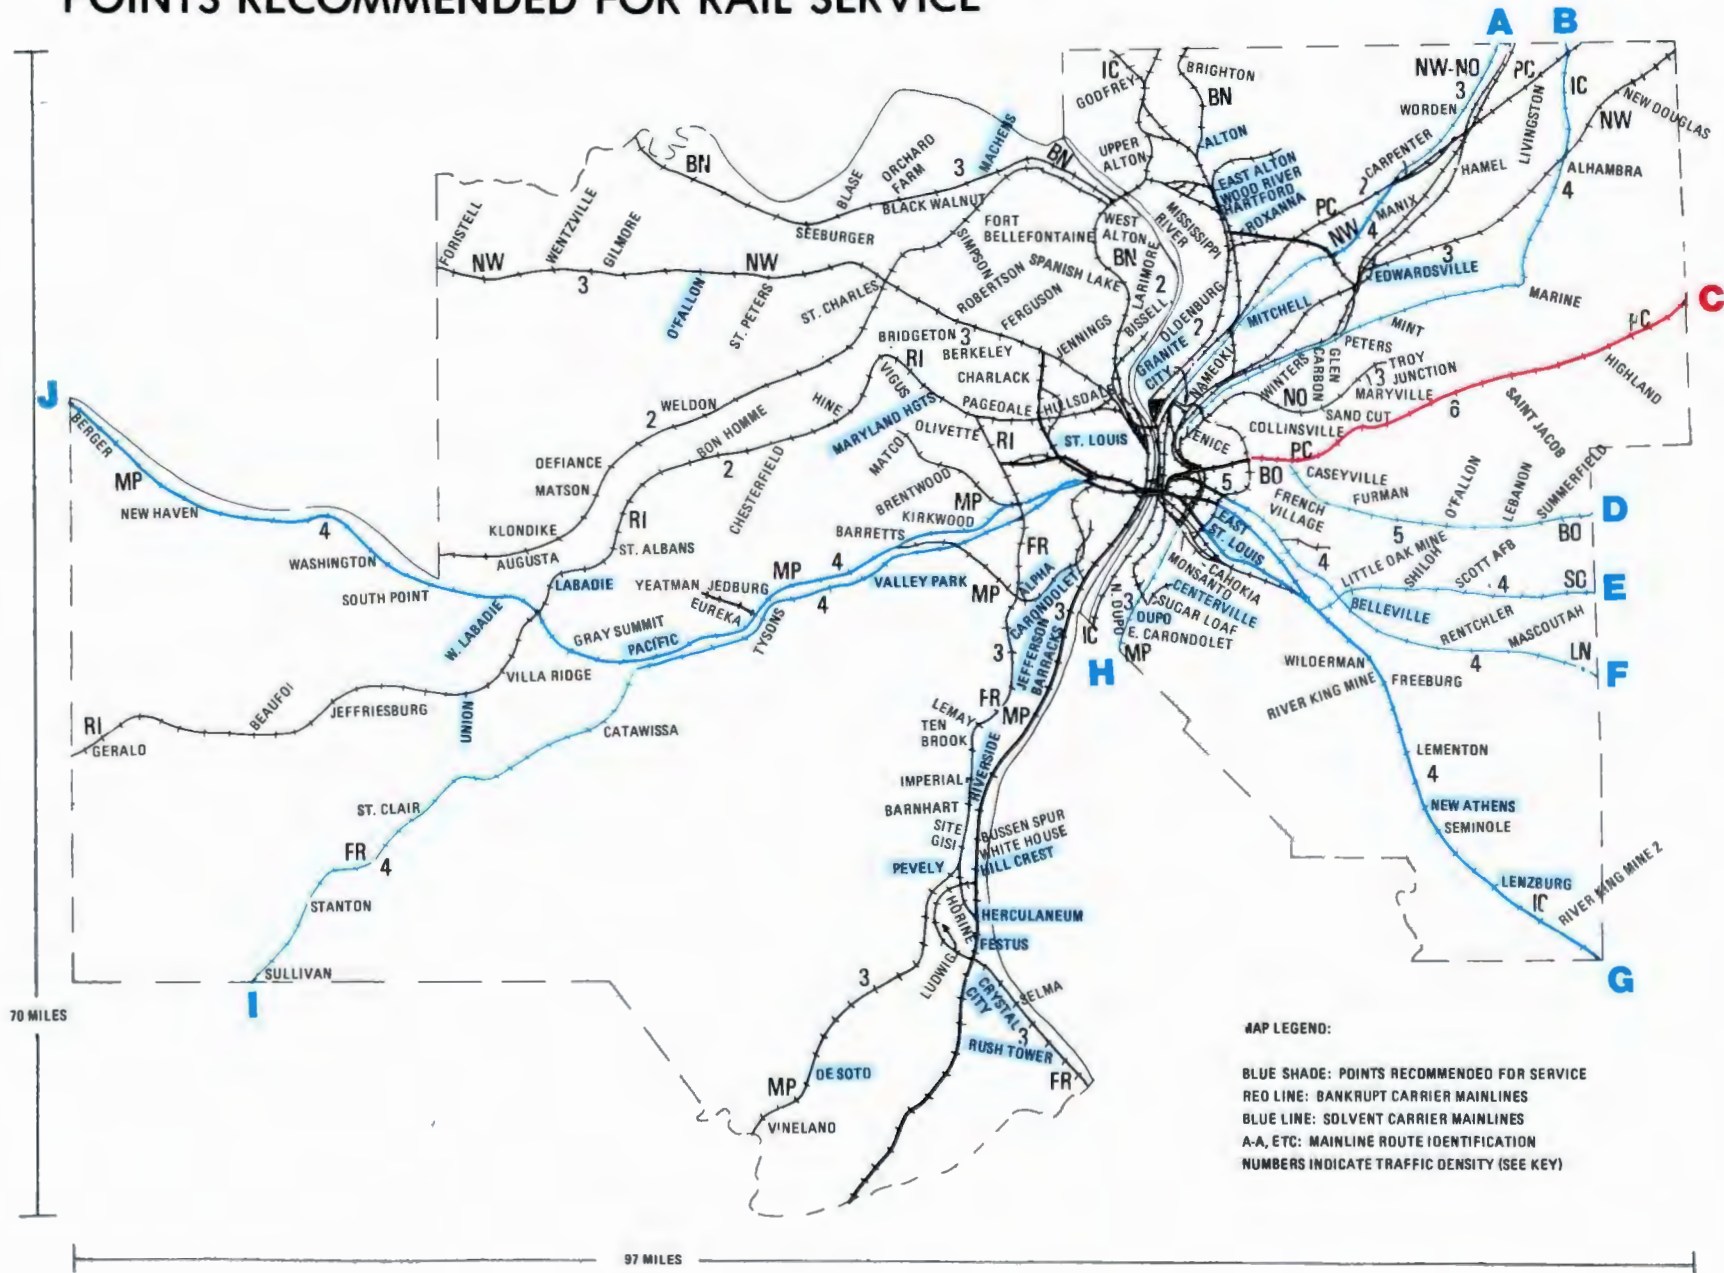 POINTS RECOMMENDED FOR RAIL SERVICE
A
B
IC
GODFREY
BRIGHTON
BN
NW-NO
3
PC
WORDEN
LIVINGSTON
IC
NEW DOUGLAS
NW
MACHENS
BN
ORCHARD
FARM
BLASE
3
BN
UPPER
ALTON
ALTON
CARPENTER
2
HAMEL
ALHAMBRA
4
EAST ALTON
WOOD RIVER
HARTFORD
ROXANNA
BLACK WALNUT
SEEBURGER
FORISTELL
WENTZVILLE
GILMORE
NW
3
NW
O'FALLON
ST. PETERS
ST. CHARLES
SIMPSON
FORT
BELLEFONTAINE
WEST
ALTON
BN
RIVER
MISSISSIPPI
PC
NW
4
MANIX
3
EDWARDSVILLE
ROBERTSON
SPANISH LAKE
FERGUSON
LARIMORE
2
BISSELL
OLDENBURG
2
MITCHELL
MARINE
C
PC
BRIDGETON
3
BERKELEY
JENNINGS
GRANITE
CITY
NAMEOKI
MINT
PETERS
GLEN
CARBON
WINTERS
TROY
JUNCTION
3
MARYVILLE
HIGHLAND
RI
VIGUS
CHARLACK
PAGEDALE
HILLSDALE
NO
SAND CUT
6
SAINT JACOB
J
BERGER
WELDON
2
BON HOMME
HINE
MARYLAND HGTS
OLIVETTE
MATCO
RI
ST. LOUIS
VENICE
COLLINSVILLE
PC
BO
5
CASEYVILLE
DEFIANCE
MATSON
2
CHESTERFIELD
BRENTWOOD
MP
KIRKWOOD
BARRETTS
FRENCH
VILLAGE
FURMAN
5
O'FALLON
LEBANON
SUMMERFIELD
D
BO
MP
NEW HAVEN
4
WASHINGTON
KLONDIKE
AUGUSTA
RI
ST. ALBANS
LABADIE
SOUTH POINT
W. LABADIE
YEATMAN
JEDBURG
EUREKA
MP
4
4
VALLEY PARK
FR
MP
ALPHA
CARONDOLET
3
EAST
ST. LOUIS
4
LITTLE OAK MINE
SHILOH
SCOTT AFB
4
SC
E
CAHOKIA
MONSANTO
CENTERVILLE
SUGAR LOAF
3
DUPO
N. DUPO
E. CARONDOLET
IC
MP
H
BELLEVILLE
RENTCHLER
MASCOUTAH
4
LN
F
GRAY SUMMIT
PACIFIC
TYSONS
VILLA RIDGE
3
JEFFERSON
BARRACKS
WILDERMAN
RIVER KING MINE
FREEBURG
RI
GERALD
BEAUFOI
JEFFRIESBURG
UNION
CATAWISSA
FR
LEMAY
MP
TEN
BROOK
RIVERSIDE
LEMENTON
4
IMPERIAL
BARNHART
SITE
GISI
BUSSEN SPUR
WHITE HOUSE
HILL CREST
PEVELY
NEW ATHENS
SEMINOLE
ST. CLAIR
FR
4
STANTON
HORINE
HERCULANEUM
FESTUS
LENZBURG
IC
RIVER KING MINE 2
G
SULLIVAN
I
3
LUDWIG
CRYSTAL
CITY
SELMA
3
RUSH TOWER
FR
DE SOTO
MP
VINELAND
70 MILES
97 MILES
MAP LEGEND:
BLUE SHADE: POINTS RECOMMENDED FOR SERVICE
RED LINE: BANKRUPT CARRIER MAINLINES
BLUE LINE: SOLVENT CARRIER MAINLINES
A-A, ETC: MAINLINE ROUTE IDENTIFICATION
NUMBERS INDICATE TRAFFIC DENSITY (SEE KEY)